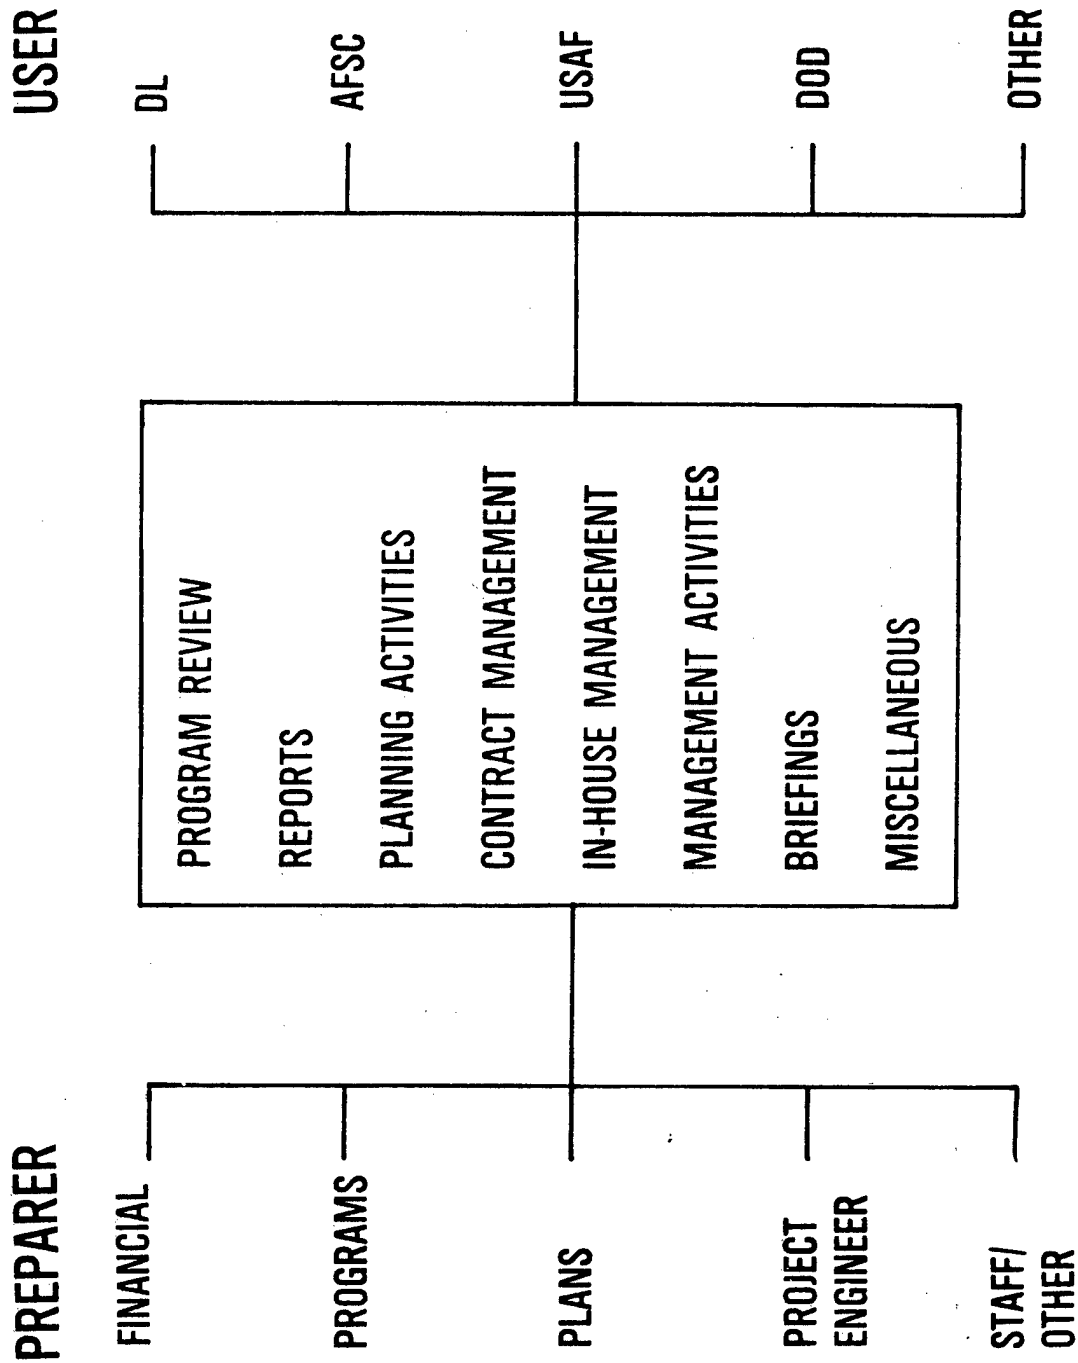 PREPARER
FINANCIAL
PROGRAMS
PLANS
PROJECT
ENGINEER
STAFF/
OTHER
PROGRAM REVIEW
REPORTS
PLANNING ACTIVITIES
CONTRACT MANAGEMENT
IN-HOUSE MANAGEMENT
MANAGEMENT ACTIVITIES
BRIEFINGS
MISCELLANEOUS
USER
DL
AFSC
USAF
DOD
OTHER